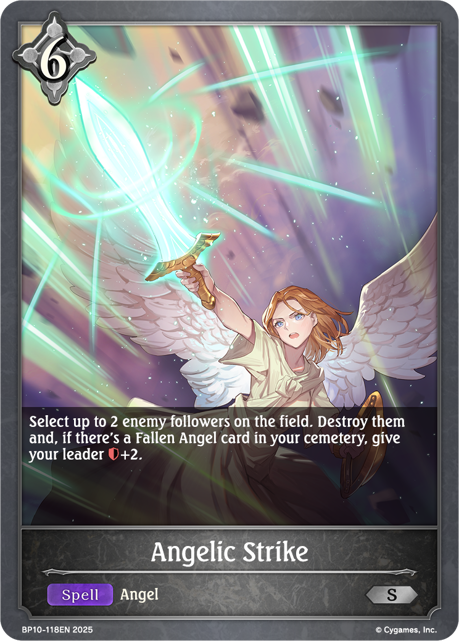 6
Select up to 2 enemy followers on the field. Destroy them
and, if there's a Fallen Angel card in your cemetery, give
your leader +2.
Angelic Strike
Spell Angel S
BP10-118EN 2025 © Cygames, Inc.